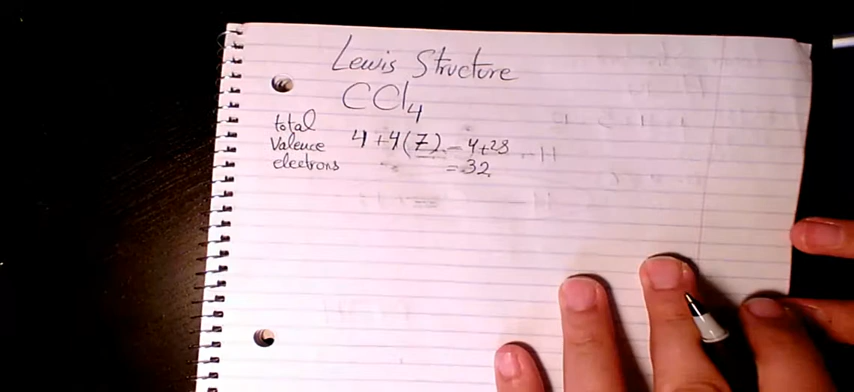 Lewis Structure
CCl4
total
Valence
electrons
4+4(7) = 4+28
= 32